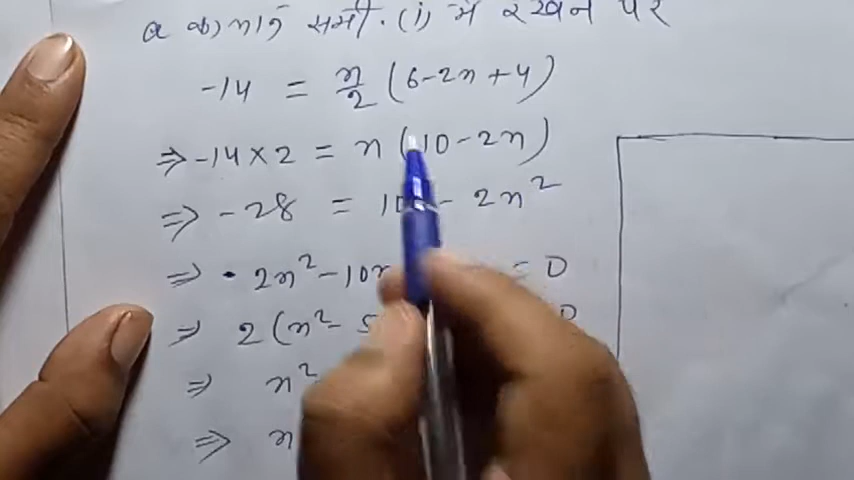 a का मान समी. (i) में रखने पर
-14 = n/2 (6-2n+4)
⇒ -14 × 2 = n (10-2n)
⇒ -28 = 10 - 2n²
⇒ 2n² - 10n = 0
⇒ 2 (n² - 5 0
⇒ n²
⇒ n